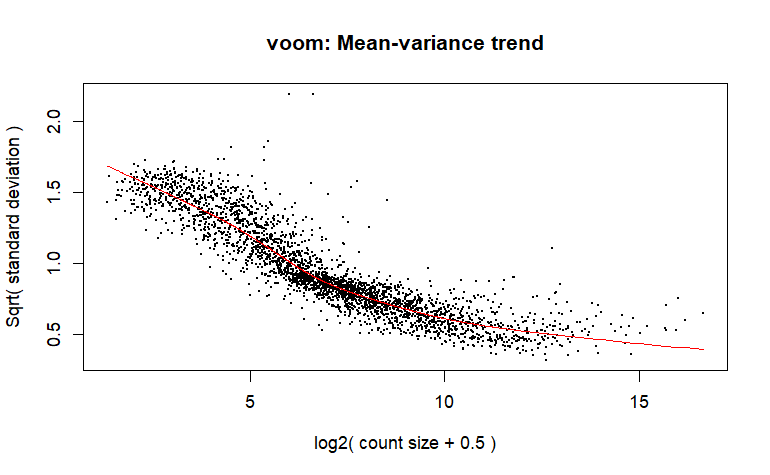 voom: Mean-variance trend
Sqrt( standard deviation )
2.0
1.5
1.0
0.5
5
10
15
log2( count size + 0.5 )